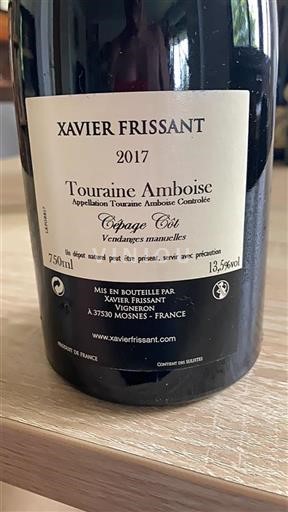 XAVIER FRISSANT
2017
Touraine Amboise
Appellation Touraine Amboise Controlée
Cépage Côt
Vendanges manuelles
Un dépot naturel peut être présent, servir avec précaution
750ml
13,5%vol
MIS EN BOUTEILLE PAR
XAVIER FRISSANT
VIGNERON
À 37530 MOSNES - FRANCE
www.xavierfrissant.com
PRODUIT DE FRANCE
CONTIENT DES SULFITES